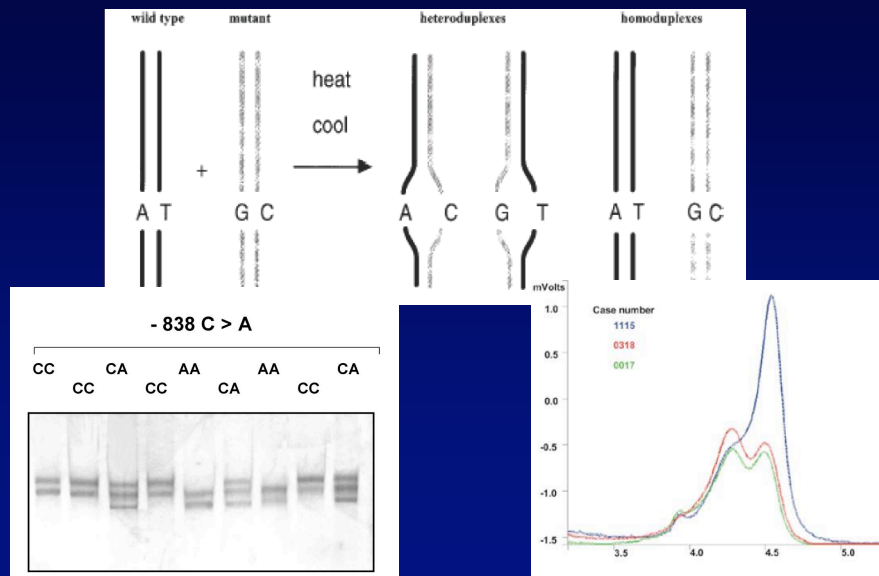 wild type mutant heteroduplexes homoduplexes
heat
cool
+
A T G C A C G T A T G C
- 838 C > A
CC CA AA AA CA
CC CC CA CC
mVolts
Case number
1115
0318
0017
1.0
0.5
0.0
-0.5
-1.0
-1.5
3.5 4.0 4.5 5.0